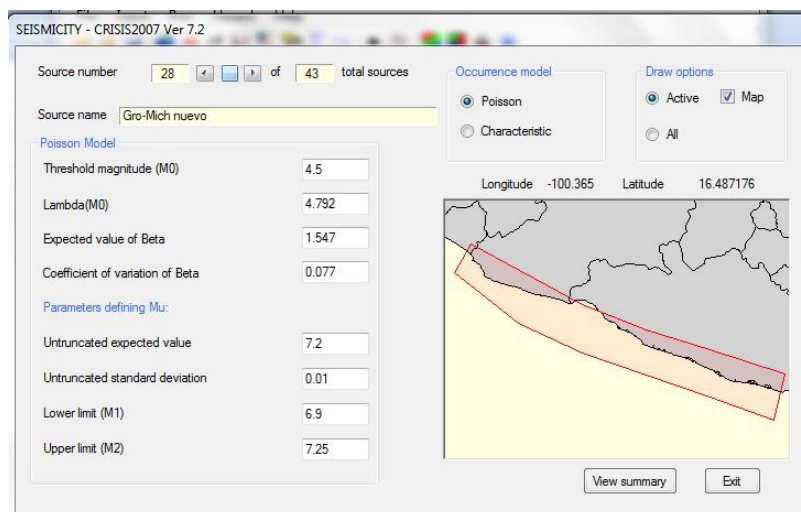 SEISMICITY - CRISIS2007 Ver 7.2
Source number 28 of 43 total sources
Source name Gro-Mich nuevo
Poisson Model
Threshold magnitude (M0) 4.5
Lambda(M0) 4.792
Expected value of Beta 1.547
Coefficient of variation of Beta 0.077
Parameters defining Mu:
Untruncated expected value 7.2
Untruncated standard deviation 0.01
Lower limit (M1) 6.9
Upper limit (M2) 7.25
Occurrence model
Poisson
Characteristic
Draw options
Active Map
All
Longitude -100.365 Latitude 16.487176
View summary Exit